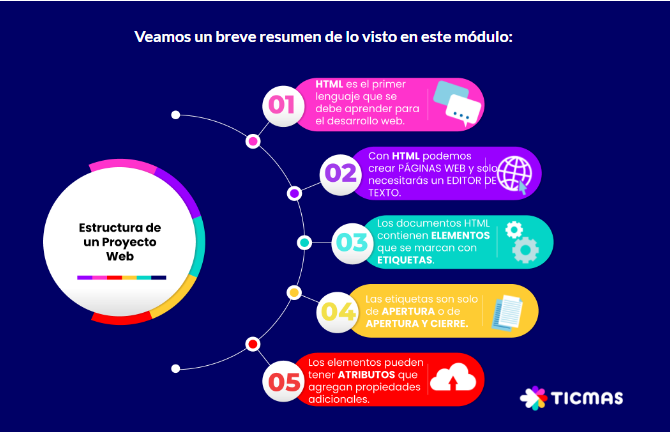 Veamos un breve resumen de lo visto en este módulo:
Estructura de
un Proyecto
Web
01
HTML es el primer
lenguaje que se
debe aprender para
el desarrollo web.
02
Con HTML podemos
crear PÁGINAS WEB y solo
necesitarás un EDITOR DE
TEXTO.
03
Los documentos HTML
contienen ELEMENTOS
que se marcan con
ETIQUETAS.
04
Las etiquetas son solo
de APERTURA o de
APERTURA Y CIERRE.
05
Los elementos pueden
tener ATRIBUTOS que
agregan propiedades
adicionales.
TICMAS